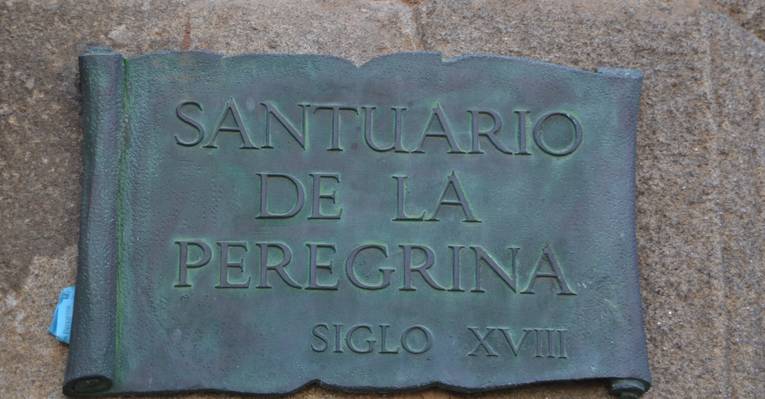 SANTUARIO
DE LA
PEREGRINA
SIGLO XVIII